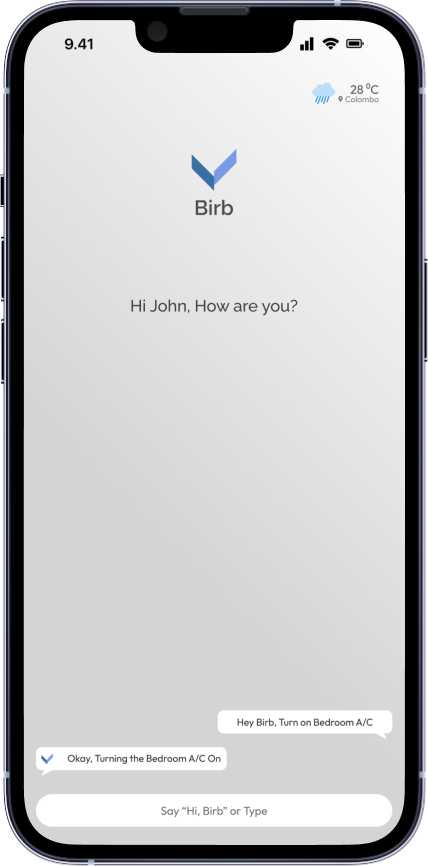 9.41
28 ⁰C
Colombo
Birb
Hi John, How are you?
Hey Birb, Turn on Bedroom A/C
Okay, Turning the Bedroom A/C On
Say “Hi, Birb” or Type